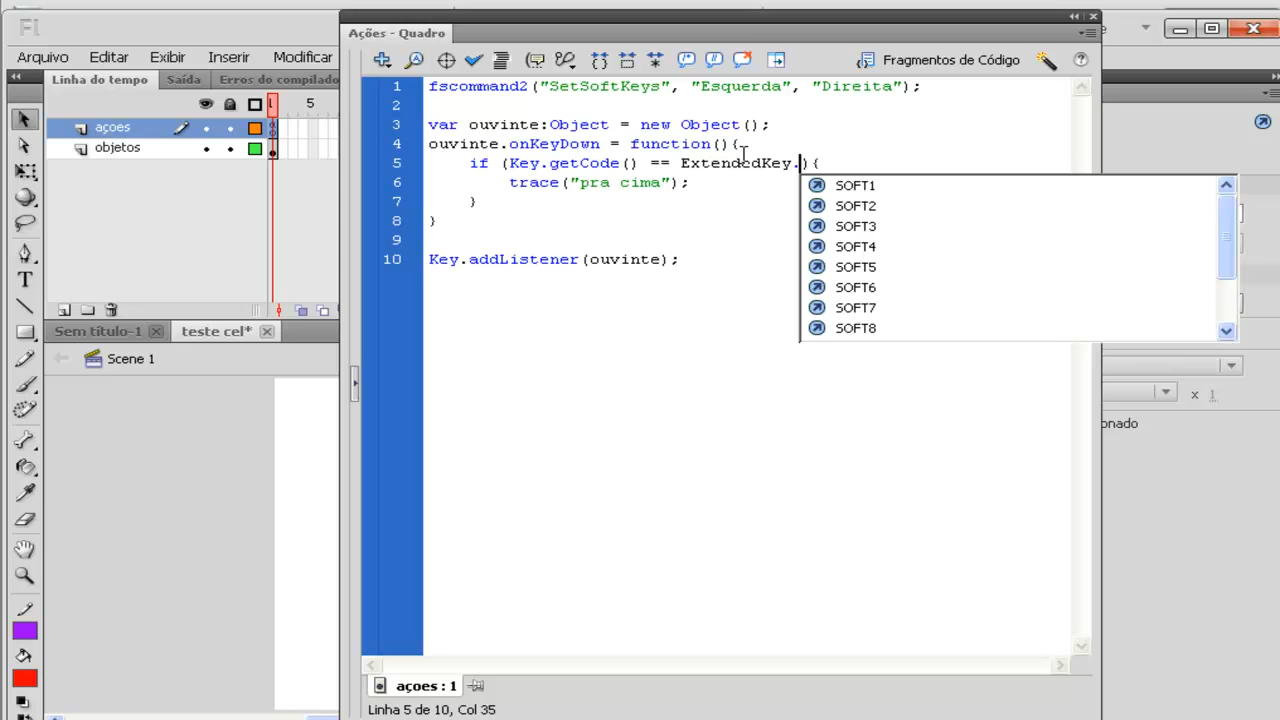 Fl
Arquivo Editar Exibir Inserir Modificar
Linha do tempo Saída Erros do compilado
5
açoes
objetos
Sem título-1 teste cel*
Scene 1
Ações - Quadro
Fragmentos de Código
1 fscommand2("SetSoftKeys", "Esquerda", "Direita");
2
3 var ouvinte:Object = new Object();
4 ouvinte.onKeyDown = function(){
5 if (Key.getCode() == ExtendedKey.){
6 trace("pra cima");
7 }
8 }
9
10 Key.addListener(ouvinte);
SOFT1
SOFT2
SOFT3
SOFT4
SOFT5
SOFT6
SOFT7
SOFT8
x 1
onado
açoes : 1
Linha 5 de 10, Col 35